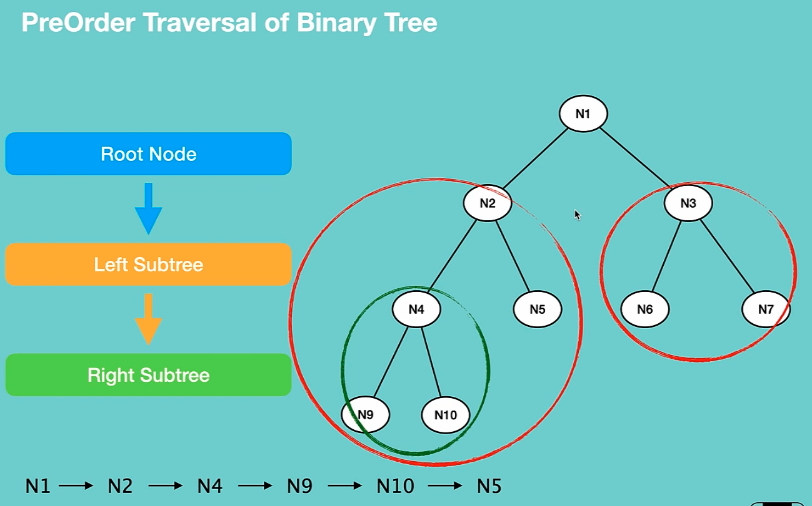 PreOrder Traversal of Binary Tree
N1
Root Node
N2
N3
Left Subtree
N4
N5
N6
N7
Right Subtree
N9
N10
N1 → N2 → N4 → N9 → N10 → N5